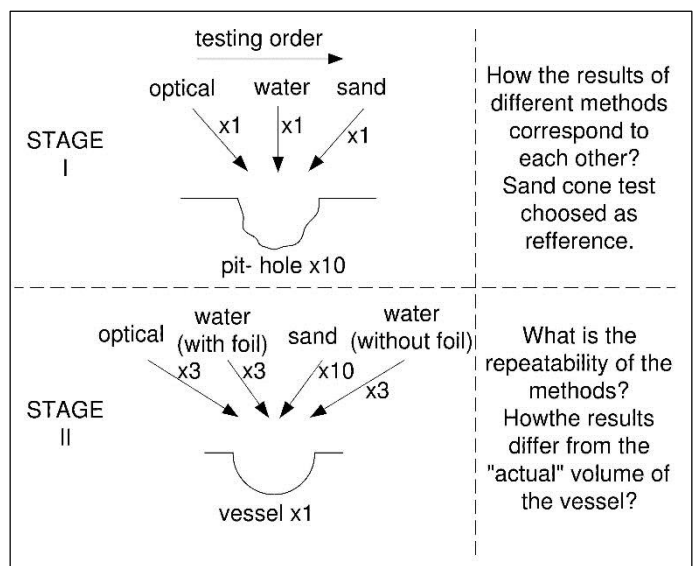 testing order
optical water sand
x1 x1 x1
STAGE
I
pit- hole x10
How the results of
different methods
correspond to
each other?
Sand cone test
choosed as
refference.
optical
water
(with foil)
sand
water
(without foil)
x3 x3 x10 x3
STAGE
II
vessel x1
What is the
repeatability of the
methods?
Howthe results
differ from the
"actual" volume of
the vessel?